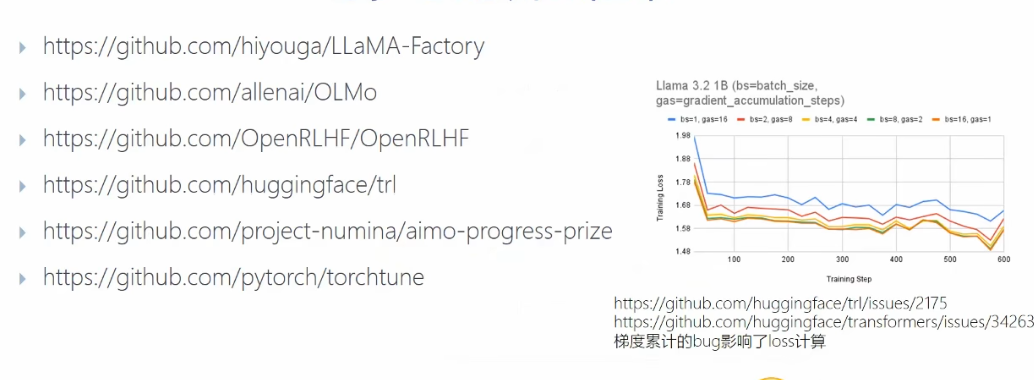 https://github.com/hiyouga/LLaMA-Factory
https://github.com/allenai/OLMo
https://github.com/OpenRLHF/OpenRLHF
https://github.com/huggingface/trl
https://github.com/project-numina/aimo-progress-prize
https://github.com/pytorch/torchtune
Llama 3.2 1B (bs=batch_size,
gas=gradient_accumulation_steps)
bs=1, gas=16 bs=2, gas=8 bs=4, gas=4 bs=8, gas=2 bs=16, gas=1
Training Loss
1.98
1.88
1.78
1.68
1.58
1.48
100 200 300 400 500 600
Training Step
https://github.com/huggingface/trl/issues/2175
https://github.com/huggingface/transformers/issues/34263
梯度累计的bug影响了loss计算